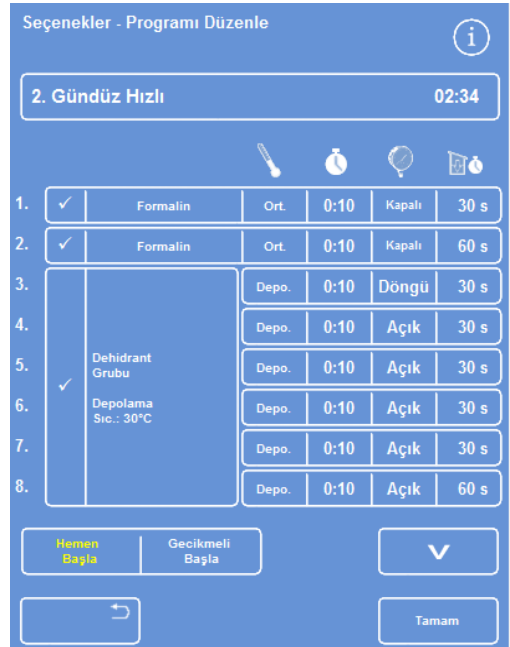 Seçenekler - Programı Düzenle
i
2. Gündüz Hızlı 02:34
1. ✓ Formalin Ort. 0:10 Kapalı 30 s
2. ✓ Formalin Ort. 0:10 Kapalı 60 s
3. Depo. 0:10 Döngü 30 s
4. Depo. 0:10 Açık 30 s
5. Dehidrant Grubu Depo. 0:10 Açık 30 s
✓
6. Depolama Sıc.: 30°C Depo. 0:10 Açık 30 s
7. Depo. 0:10 Açık 30 s
8. Depo. 0:10 Açık 60 s
Hemen Başla
Gecikmeli Başla
Tamam